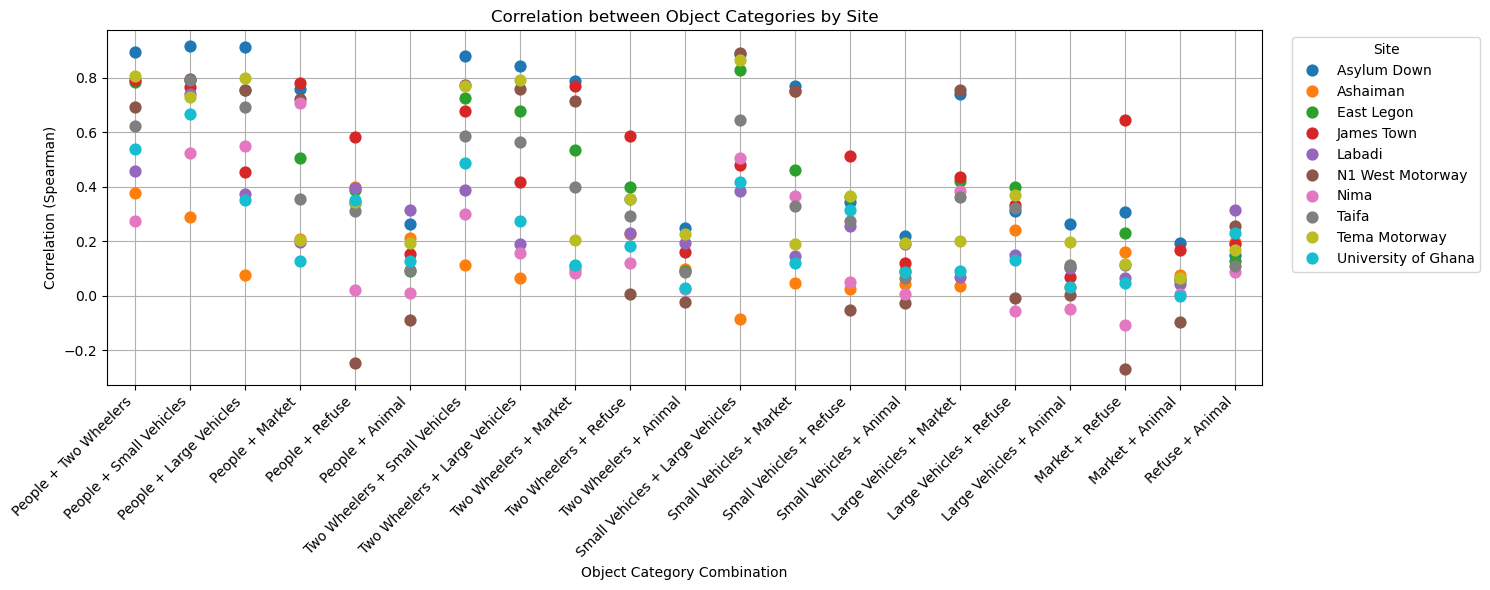 Correlation between Object Categories by Site
Correlation (Spearman)
0.8
0.6
0.4
0.2
0.0
−0.2
People + Two Wheelers
People + Small Vehicles
People + Large Vehicles
People + Market
People + Refuse
People + Animal
Two Wheelers + Small Vehicles
Two Wheelers + Large Vehicles
Two Wheelers + Market
Two Wheelers + Refuse
Two Wheelers + Animal
Small Vehicles + Large Vehicles
Small Vehicles + Market
Small Vehicles + Refuse
Small Vehicles + Animal
Large Vehicles + Market
Large Vehicles + Refuse
Large Vehicles + Animal
Market + Refuse
Market + Animal
Refuse + Animal
Object Category Combination
Site
Asylum Down
Ashaiman
East Legon
James Town
Labadi
N1 West Motorway
Nima
Taifa
Tema Motorway
University of Ghana